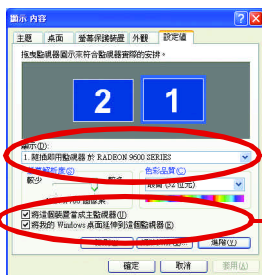 顯示 內容
主題 桌面 螢幕保護裝置 外觀 設定值
拖曳監視器圖示來符合監視器實際的安排。
2 1
顯示(D):
1. 隨插即用監視器 於 RADEON 9600 SERIES
色彩品質(C)
較少
最高 (32 位元)
將這個裝置當成主監視器(U)
將我的 Windows 桌面延伸到這個監視器(E)
進階(V)
確定 取消 套用(A)